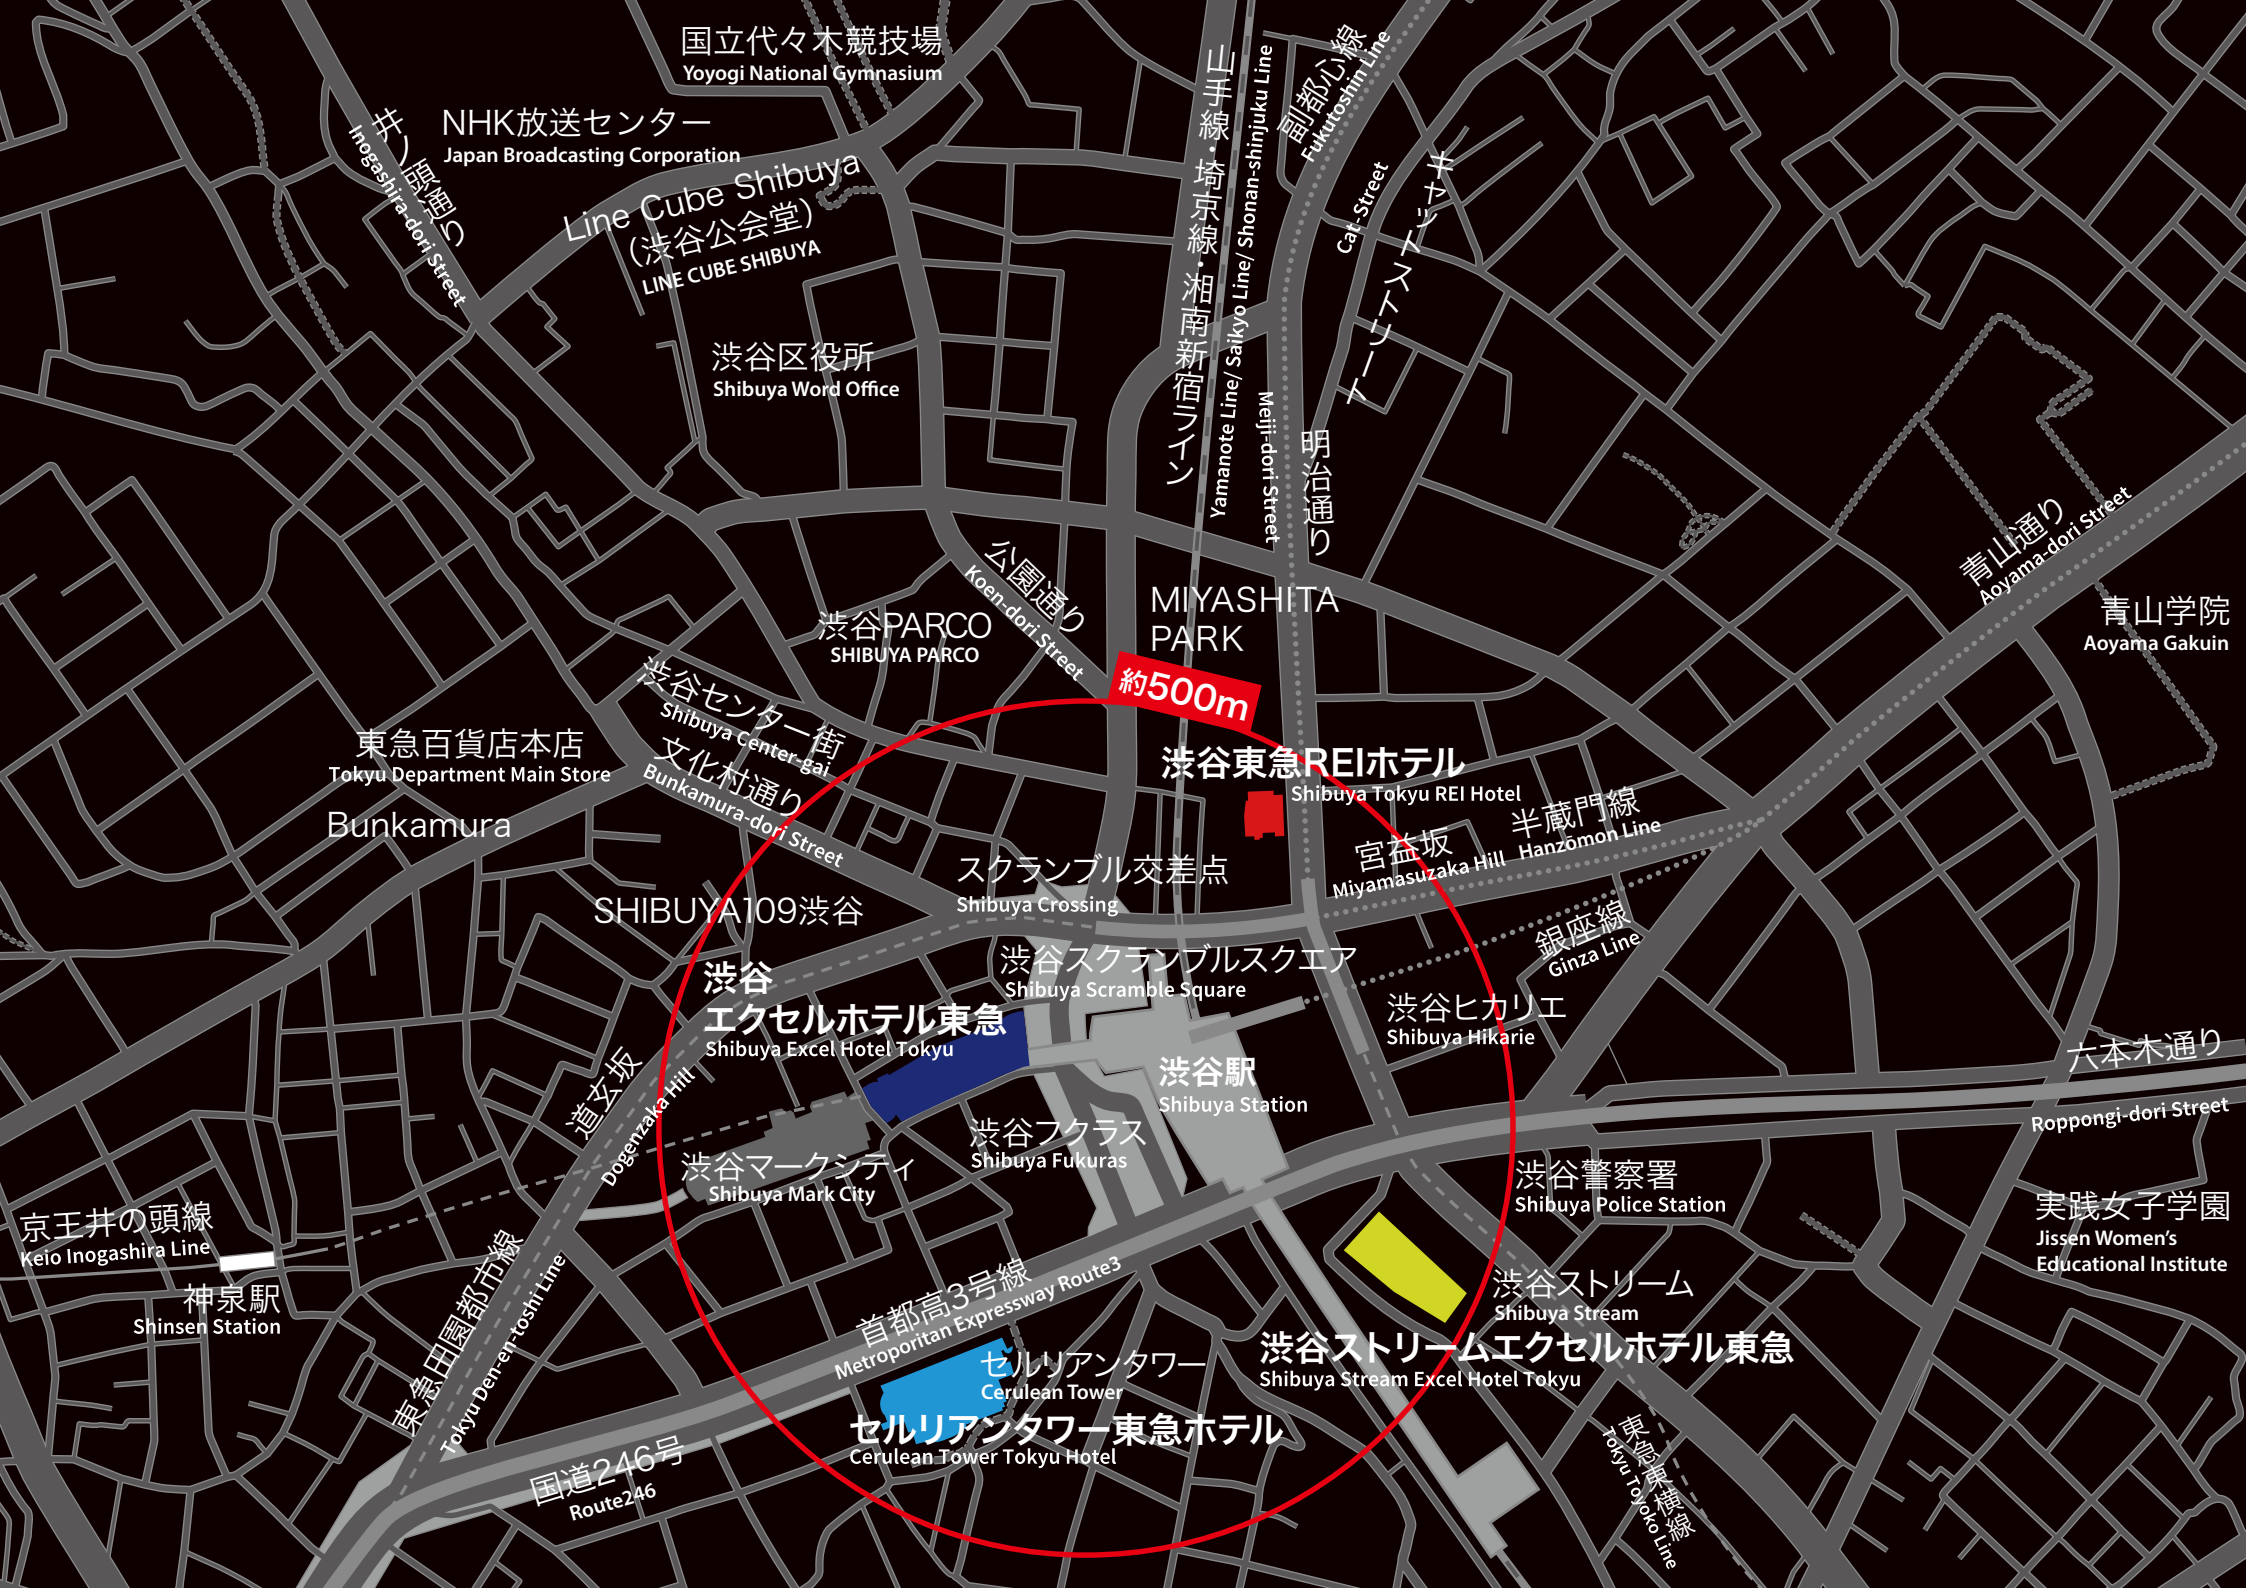 国立代々木競技場
Yoyogi National Gymnasium
NHK放送センター
Japan Broadcasting Corporation
井ノ頭通り
Inogashira-dori Street
Line Cube Shibuya
（渋谷公会堂）
LINE CUBE SHIBUYA
渋谷区役所
Shibuya Word Office
山手線・埼京線・湘南新宿ライン
Yamanote Line/ Saikyo Line/ Shonan-shinjuku Line
副都心線
Fukutoshin Line
キャットストリート
Cat- Street
明治通り
Meiji-dori Street
青山通り
Aoyama-dori Street
青山学院
Aoyama Gakuin
公園通り
Koen-dori Street
MIYASHITA
PARK
渋谷PARCO
SHIBUYA PARCO
約500m
渋谷センター街
Shibuya Center-gai
文化村通り
Bunkamura-dori Street
東急百貨店本店
Tokyu Department Main Store
Bunkamura
渋谷東急REIホテル
Shibuya Tokyu REI Hotel
宮益坂
Miyamasuzaka Hill
半蔵門線
Hanzomon Line
スクランブル交差点
Shibuya Crossing
SHIBUYA109渋谷
銀座線
Ginza Line
渋谷スクランブルスクエア
Shibuya Scramble Square
渋谷
エクセルホテル東急
Shibuya Excel Hotel Tokyu
渋谷ヒカリエ
Shibuya Hikarie
渋谷駅
Shibuya Station
六本木通り
Roppongi-dori Street
道玄坂
Dogenzaka Hill
渋谷フクラス
Shibuya Fukuras
渋谷マークシティ
Shibuya Mark City
渋谷警察署
Shibuya Police Station
実践女子学園
Jissen Women's
Educational Institute
京王井の頭線
Keio Inogashira Line
神泉駅
Shinsen Station
東急田園都市線
Tokyu Den-en-toshi Line
首都高3号線
Metroporitan Expressway Route3
渋谷ストリーム
Shibuya Stream
渋谷ストリームエクセルホテル東急
Shibuya Stream Excel Hotel Tokyu
セルリアンタワー
Cerulean Tower
セルリアンタワー東急ホテル
Cerulean Tower Tokyu Hotel
国道246号
Route246
東急東横線
Tokyu Toyoko Line